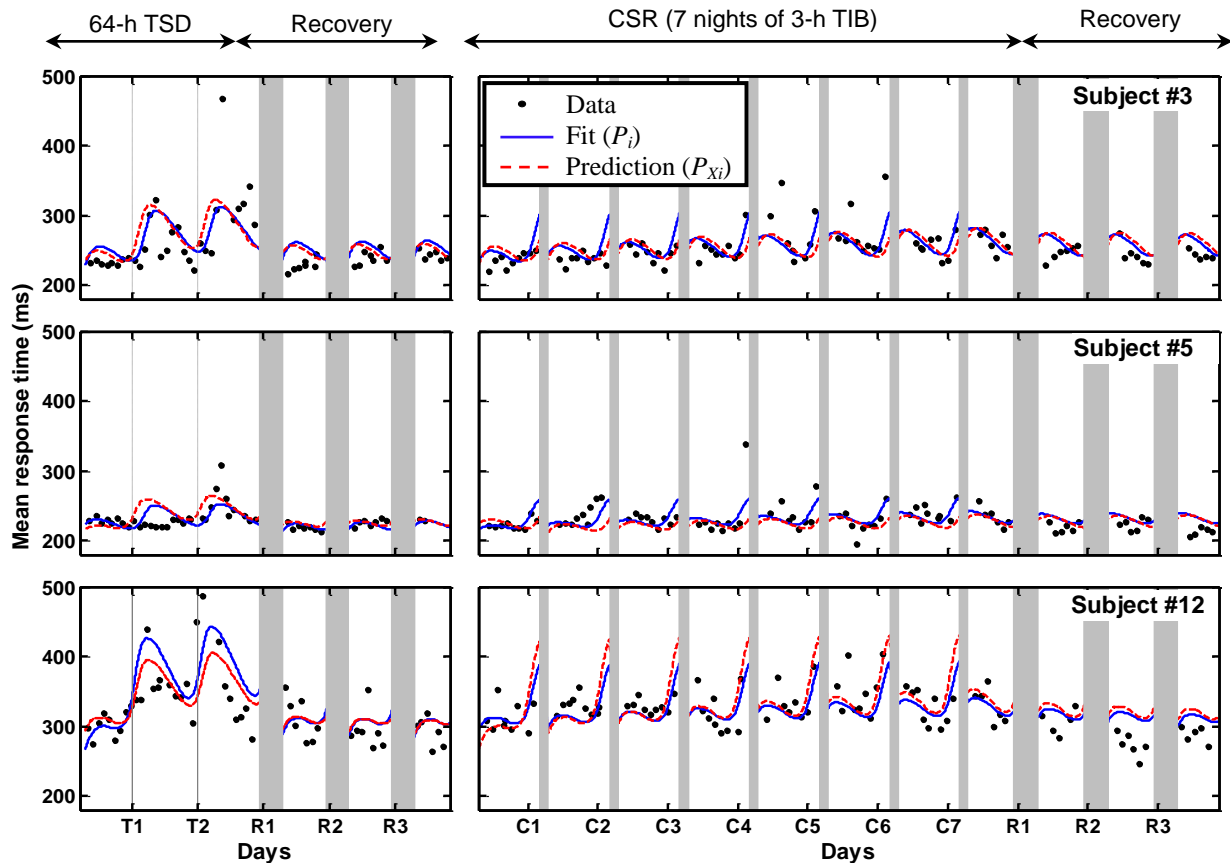 64-h TSD Recovery CSR (7 nights of 3-h TIB) Recovery
500
400
300
200
Data
Fit (Pi)
Prediction (PXi)
Subject #3
Mean response time (ms)
500
400
300
200
Subject #5
500
400
300
200
Subject #12
T1 T2 R1 R2 R3 C1 C2 C3 C4 C5 C6 C7 R1 R2 R3
Days Days